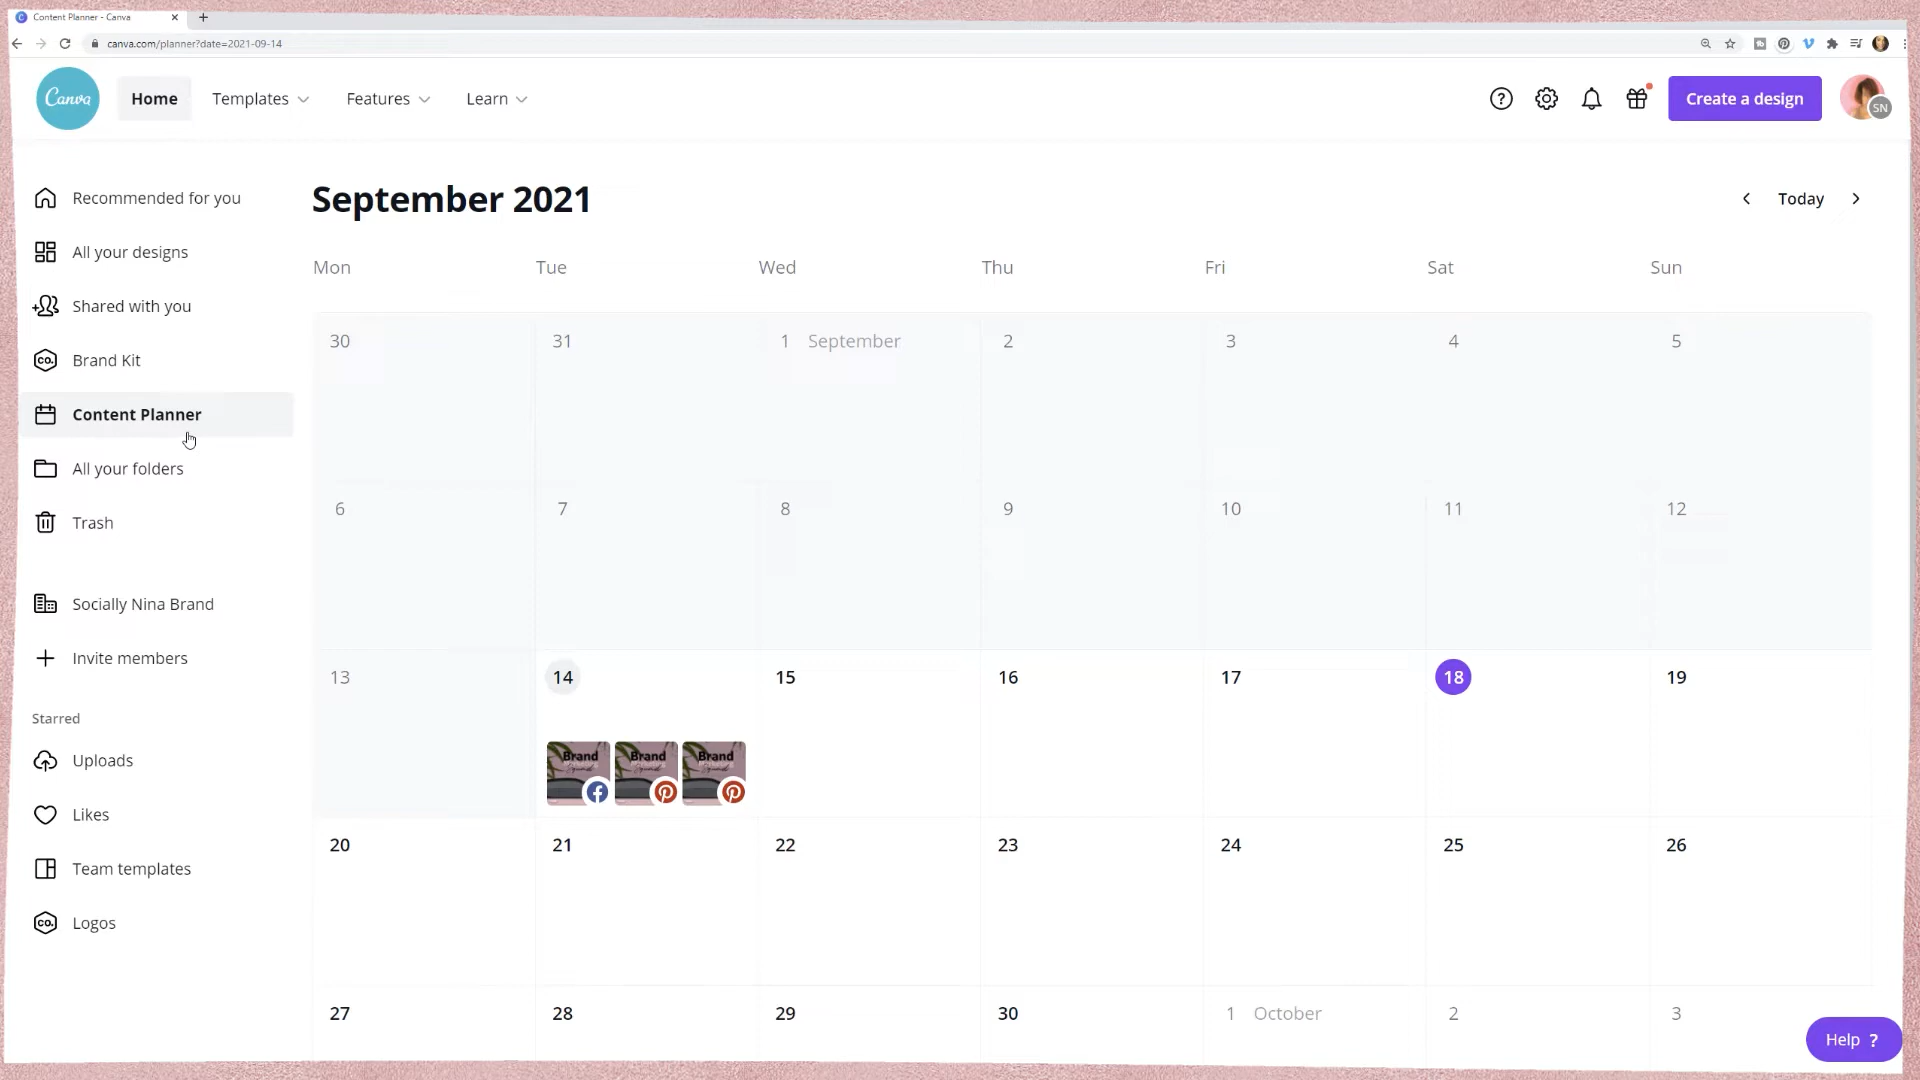 Content Planner - Canva
canva.com/planner?date=2021-09-14
Canva
Home
Templates
Features
Learn
Create a design
SN
Recommended for you
All your designs
Shared with you
Brand Kit
Content Planner
All your folders
Trash
Socially Nina Brand
Invite members
Starred
Uploads
Likes
Team templates
Logos
September 2021
Today
Mon Tue Wed Thu Fri Sat Sun
30 31 1 September 2 3 4 5
6 7 8 9 10 11 12
13 14 15 16 17 18 19
Brand Brand Brand
20 21 22 23 24 25 26
27 28 29 30 1 October 2 3
Help ?